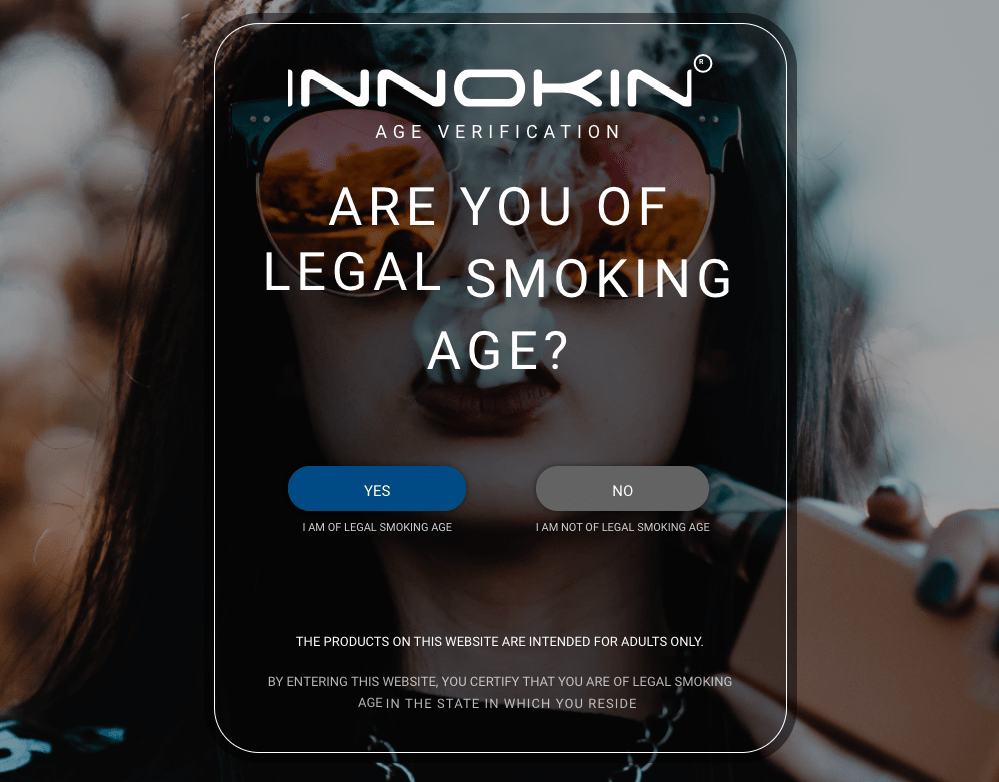 INNOKIN®
AGE VERIFICATION
ARE YOU OF
LEGAL SMOKING
AGE?
YES
NO
I AM OF LEGAL SMOKING AGE
I AM NOT OF LEGAL SMOKING AGE
THE PRODUCTS ON THIS WEBSITE ARE INTENDED FOR ADULTS ONLY.
BY ENTERING THIS WEBSITE, YOU CERTIFY THAT YOU ARE OF LEGAL SMOKING
AGE IN THE STATE IN WHICH YOU RESIDE